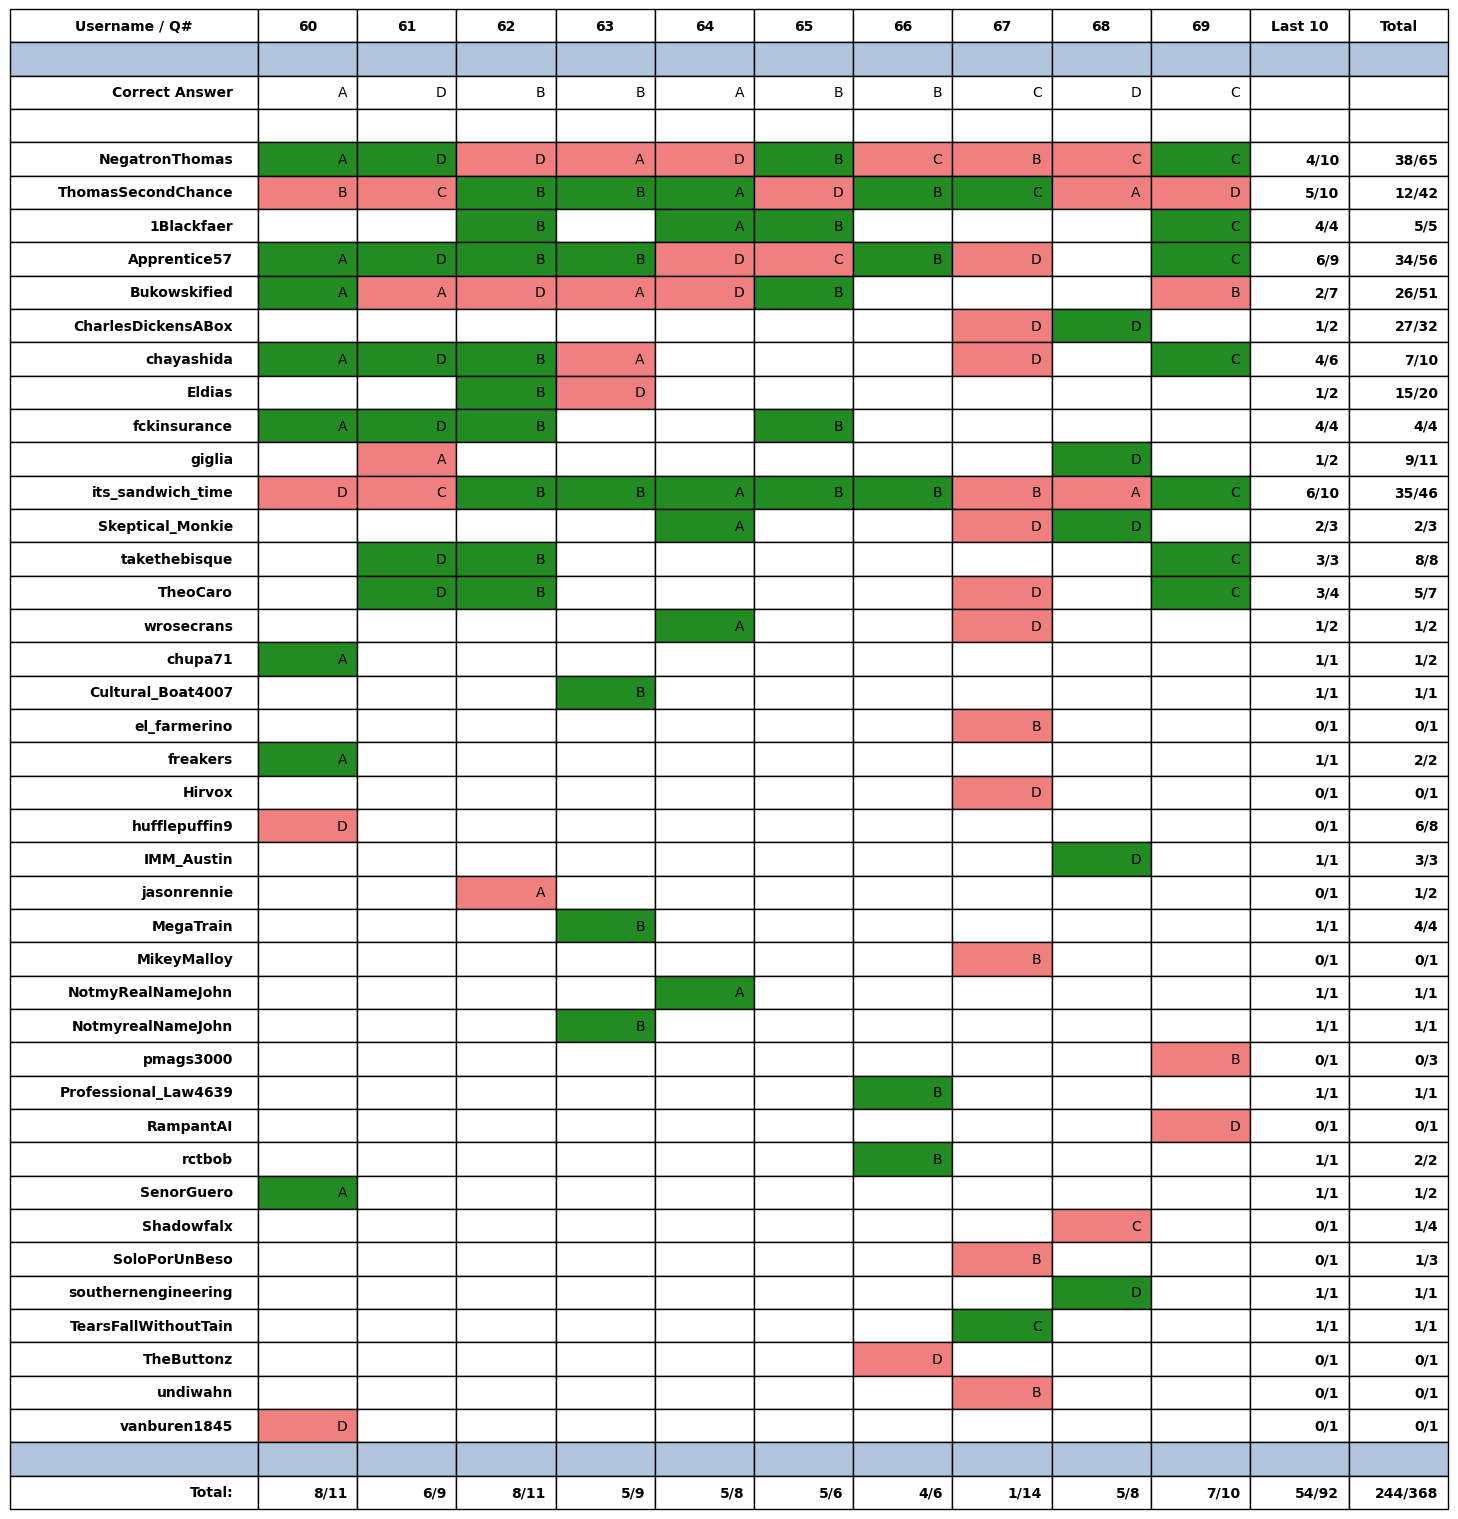 Username / Q# 60 61 62 63 64 65 66 67 68 69 Last 10 Total
Correct Answer A D B B A B B C D C
NegatronThomas A D D A D B C B C C 4/10 38/65
ThomasSecondChance B C B B A D B C A D 5/10 12/42
1Blackfaer B A B C 4/4 5/5
Apprentice57 A D B B D C B D C 6/9 34/56
Bukowskified A A D A D B B 2/7 26/51
CharlesDickensABox D D 1/2 27/32
chayashida A D B A D C 4/6 7/10
Eldias B D 1/2 15/20
fckinsurance A D B B 4/4 4/4
giglia A D 1/2 9/11
its_sandwich_time D C B B A B B B A C 6/10 35/46
Skeptical_Monkie A D D 2/3 2/3
takethebisque D B C 3/3 8/8
TheoCaro D B D C 3/4 5/7
wrosecrans A D 1/2 1/2
chupa71 A 1/1 1/2
Cultural_Boat4007 B 1/1 1/1
el_farmerino B 0/1 0/1
freakers A 1/1 2/2
Hirvox D 0/1 0/1
hufflepuffin9 D 0/1 6/8
IMM_Austin D 1/1 3/3
jasonrennie A 0/1 1/2
MegaTrain B 1/1 4/4
MikeyMalloy B 0/1 0/1
NotmyRealNameJohn A 1/1 1/1
NotmyrealNameJohn B 1/1 1/1
pmags3000 B 0/1 0/3
Professional_Law4639 B 1/1 1/1
RampantAI D 0/1 0/1
rctbob B 1/1 2/2
SenorGuero A 1/1 1/2
Shadowfalx C 0/1 1/4
SoloPorUnBeso B 0/1 1/3
southernengineering D 1/1 1/1
TearsFallWithoutTain C 1/1 1/1
TheButtonz D 0/1 0/1
undiwahn B 0/1 0/1
vanburen1845 D 0/1 0/1
Total: 8/11 6/9 8/11 5/9 5/8 5/6 4/6 1/14 5/8 7/10 54/92 244/368